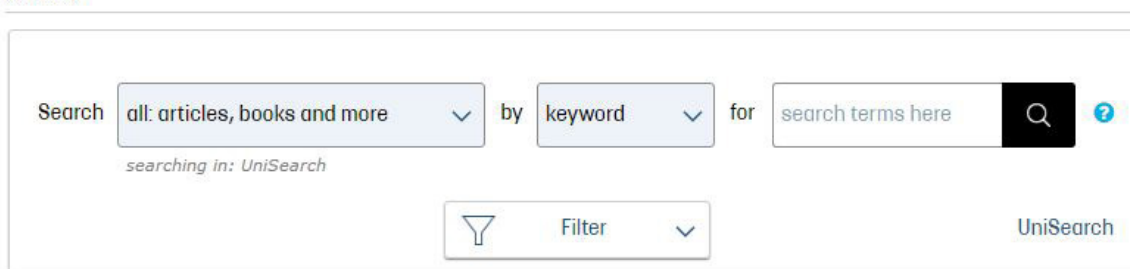 Search all: articles, books and more by keyword for search terms here ?
searching in: UniSearch
Filter UniSearch